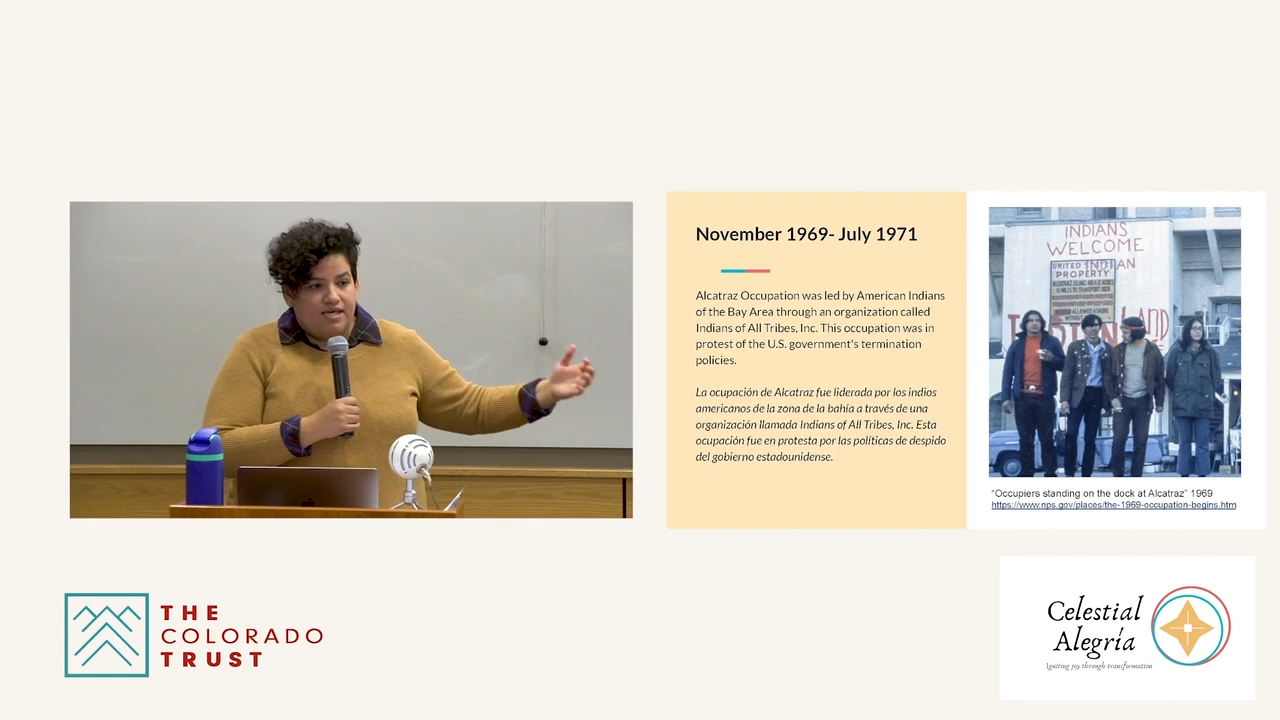 November 1969- July 1971
Alcatraz Occupation was led by American Indians
of the Bay Area through an organization called
Indians of All Tribes, Inc. This occupation was in
protest of the U.S. government's termination
policies.
La ocupación de Alcatraz fue liderada por los indios
americanos de la zona de la bahía a través de una
organización llamada Indians of All Tribes, Inc. Esta
ocupación fue en protesta por las políticas de despido
del gobierno estadounidense.
INDIANS
WELCOME
UNITED INDIAN
PROPERTY
INDIAN LAND
"Occupiers standing on the dock at Alcatraz" 1969
https://www.nps.gov/places/the-1969-occupation-begins.htm
THE
COLORADO
TRUST
Celestial
Alegría
Igniting joy through transformation